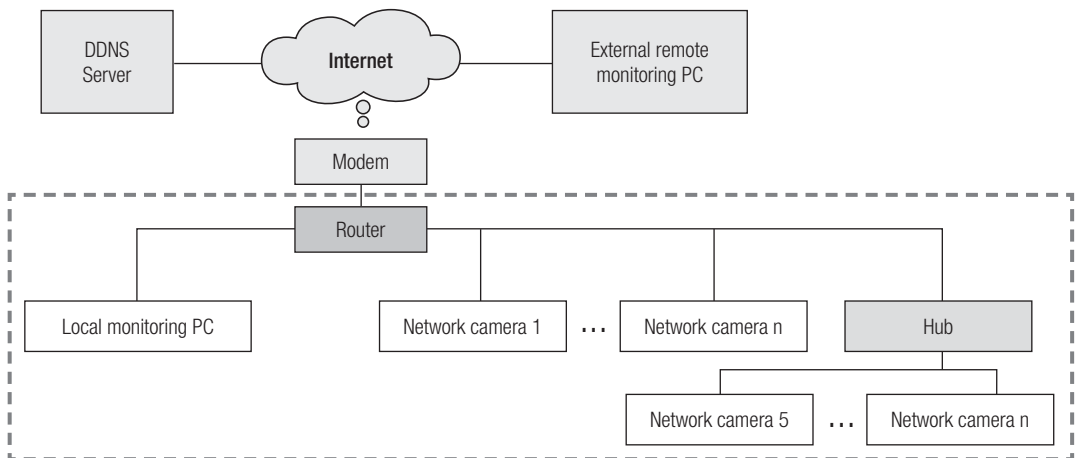 DDNS
Server
Internet
External remote
monitoring PC
Modem
Router
Local monitoring PC
Network camera 1
...
Network camera n
Hub
Network camera 5
...
Network camera n